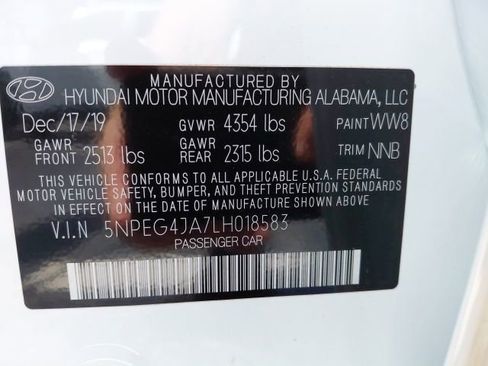 MANUFACTURED BY
HYUNDAI MOTOR MANUFACTURING ALABAMA, LLC
Dec/17/19 GVWR 4354 lbs PAINT WW8
GAWR FRONT 2513 lbs GAWR REAR 2315 lbs TRIM NNB
THIS VEHICLE CONFORMS TO ALL APPLICABLE U.S.A. FEDERAL
MOTOR VEHICLE SAFETY, BUMPER, AND THEFT PREVENTION STANDARDS
IN EFFECT ON THE DATE OF MANUFACTURE SHOWN ABOVE.
V.I.N 5NPEG4JA7LH018583
PASSENGER CAR